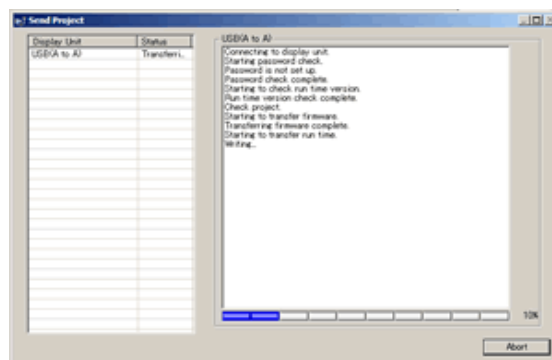 Send Project
Display Unit
Status
USB(A to A)
Transferri..
USB(A to A)
Connecting to display unit.
Starting password check.
Password is not set up.
Password check complete.
Starting to check run time version.
Run time version check complete.
Check project.
Starting to transfer firmware.
Transferring firmware complete.
Starting to transfer run time.
Writing...
10%
Abort